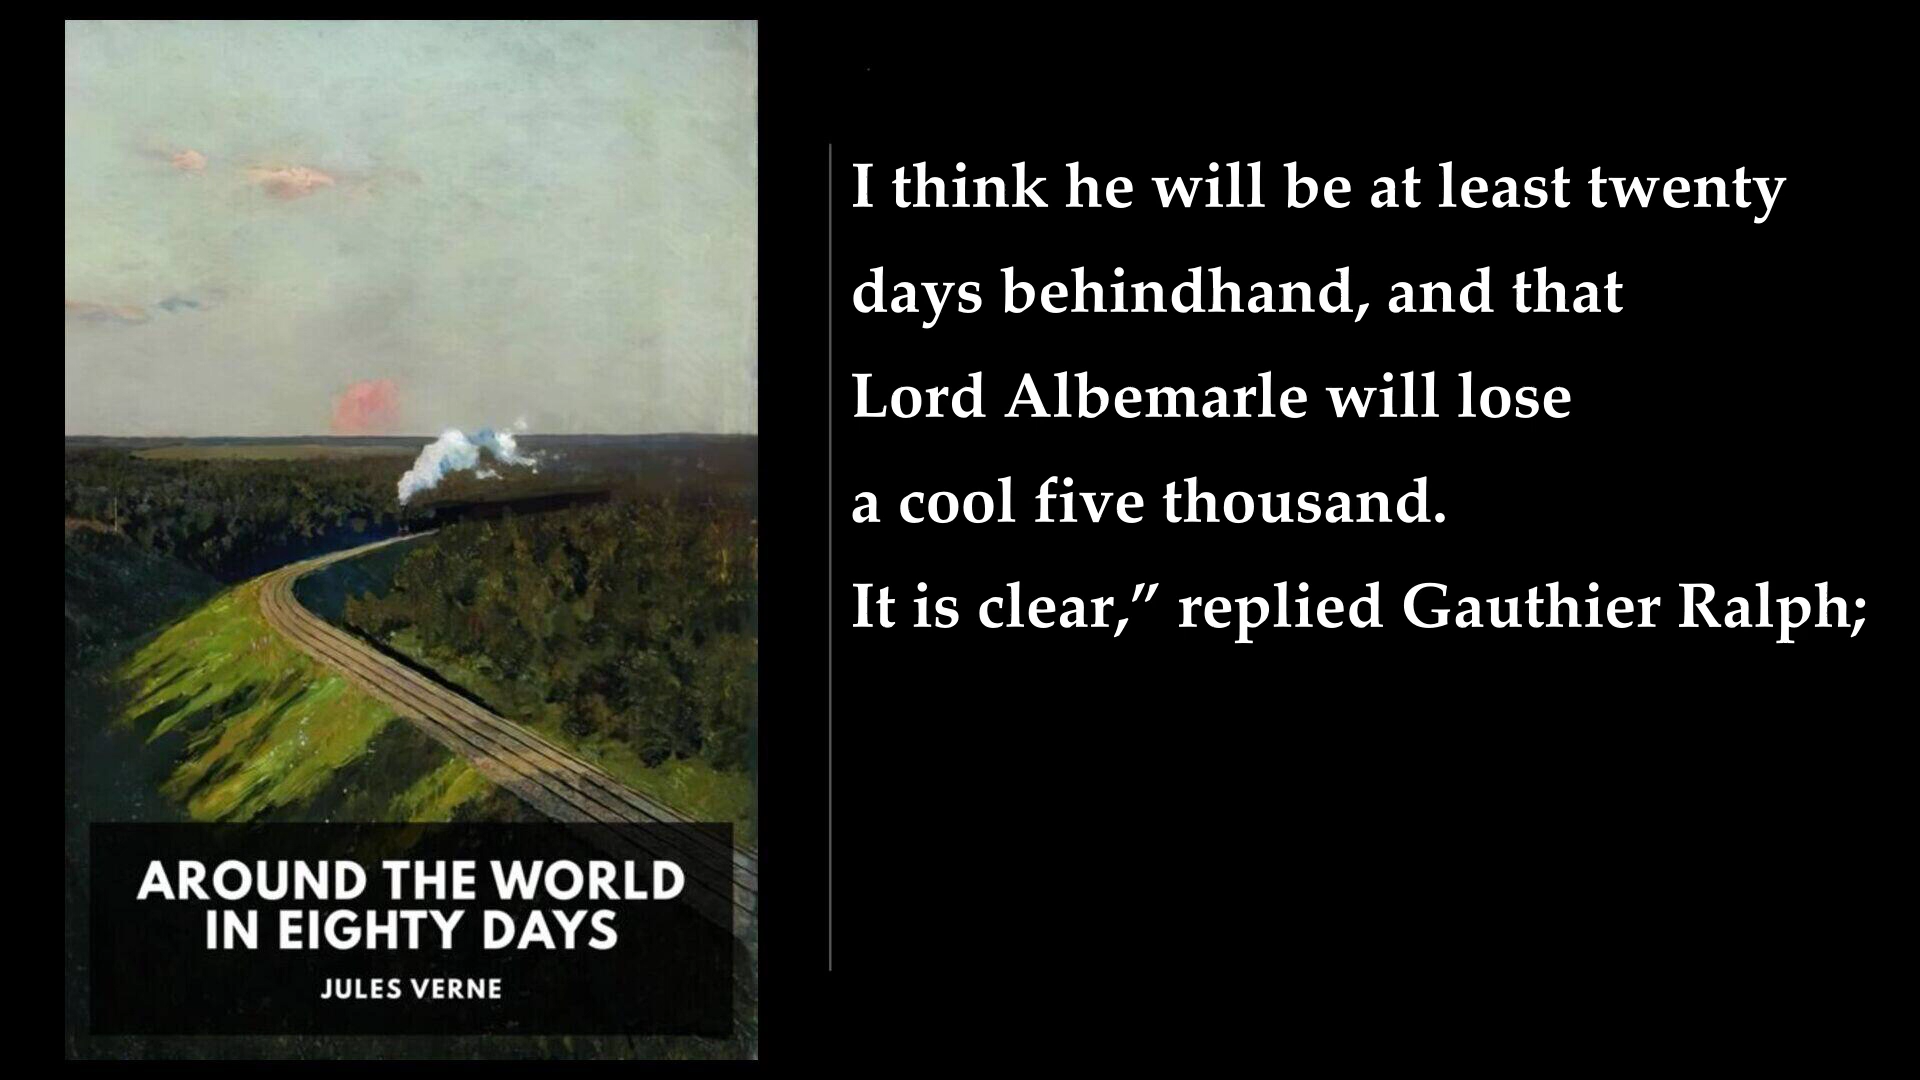 AROUND THE WORLD
IN EIGHTY DAYS
JULES VERNE
I think he will be at least twenty
days behindhand, and that
Lord Albemarle will lose
a cool five thousand.
It is clear,” replied Gauthier Ralph;